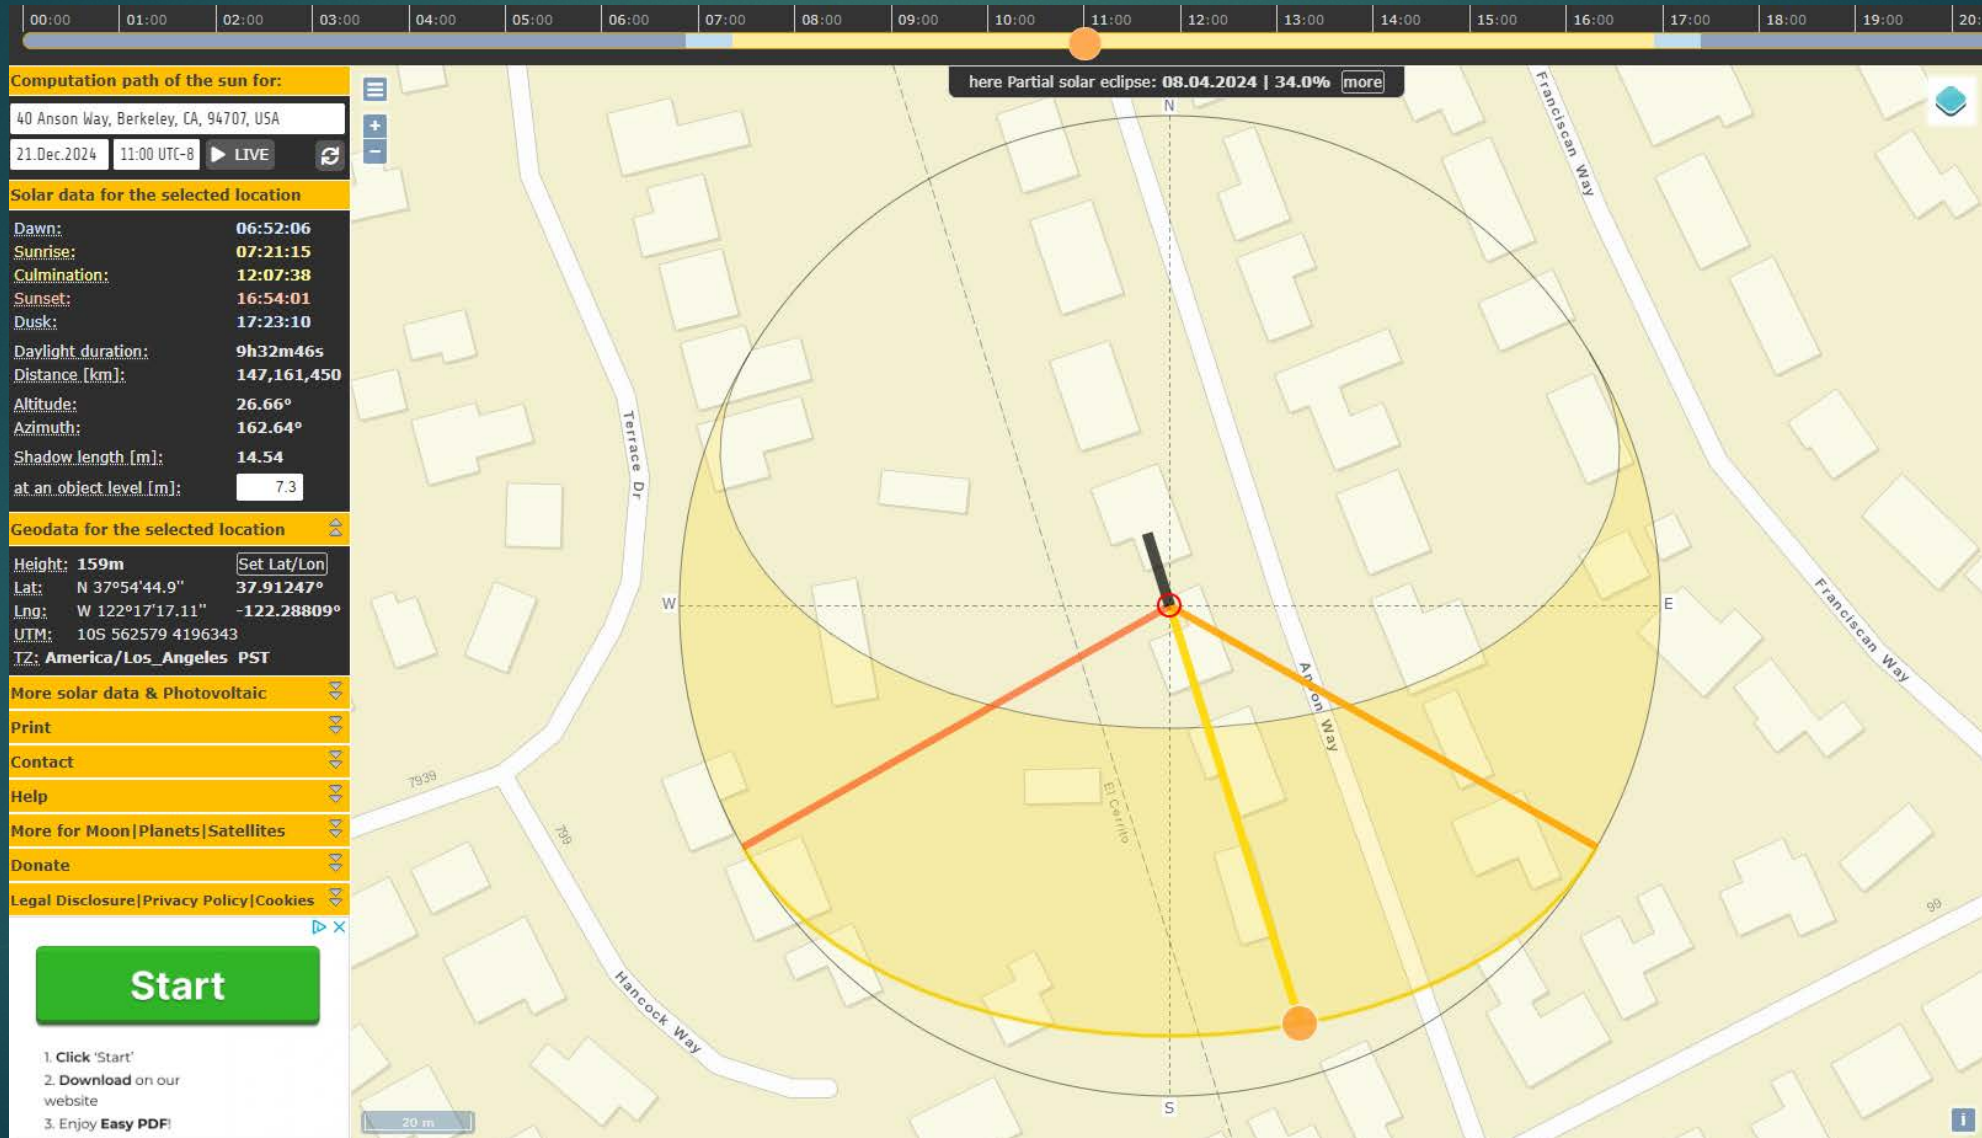 00:00 01:00 02:00 03:00 04:00 05:00 06:00 07:00 08:00 09:00 10:00 11:00 12:00 13:00 14:00 15:00 16:00 17:00 18:00 19:00 20:
Computation path of the sun for:
40 Anson Way, Berkeley, CA, 94707, USA
21.Dec.2024 11:00 UTC-8 LIVE
Solar data for the selected location
Dawn: 06:52:06
Sunrise: 07:21:15
Culmination: 12:07:38
Sunset: 16:54:01
Dusk: 17:23:10
Daylight duration: 9h32m46s
Distance [km]: 147,161,450
Altitude: 26.66°
Azimuth: 162.64°
Shadow length [m]: 14.54
at an object level [m]: 7.3
Geodata for the selected location
Height: 159m Set Lat/Lon
Lat: N 37°54'44.9'' 37.91247°
Lng: W 122°17'17.11'' -122.28809°
UTM: 10S 562579 4196343
TZ: America/Los_Angeles PST
More solar data & Photovoltaic
Print
Contact
Help
More for Moon|Planets|Satellites
Donate
Legal Disclosure|Privacy Policy|Cookies
Start
1. Click 'Start'
2. Download on our
website
3. Enjoy Easy PDF!
+
−
here Partial solar eclipse: 08.04.2024 | 34.0% more
N
Franciscan Way
Terrace Dr
W
E
Franciscan Way
Anson Way
El Cerrito
7939
799
99
Hancock Way
S
20 m
i